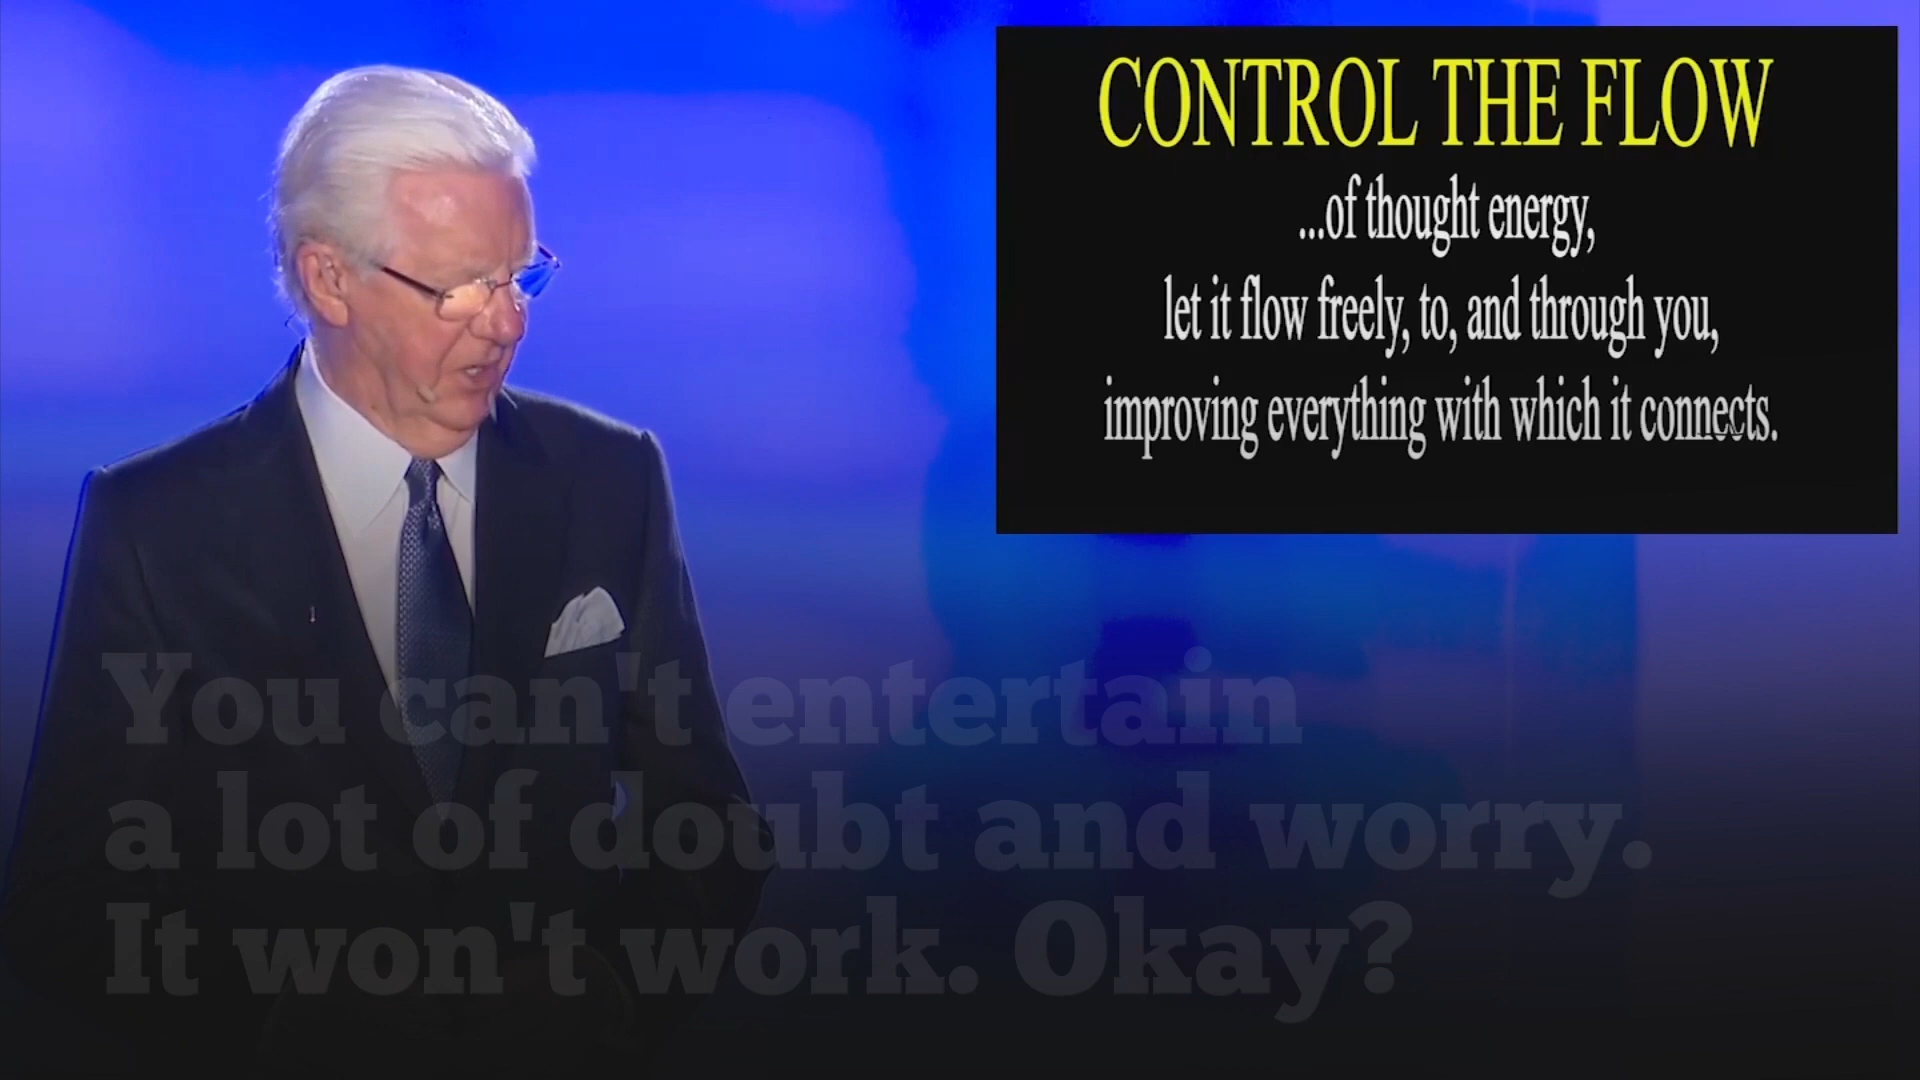 CONTROL THE FLOW
...of thought energy,
let it flow freely, to, and through you,
improving everything with which it connects.
You can't entertain
a lot of doubt and worry.
It won't work. Okay?